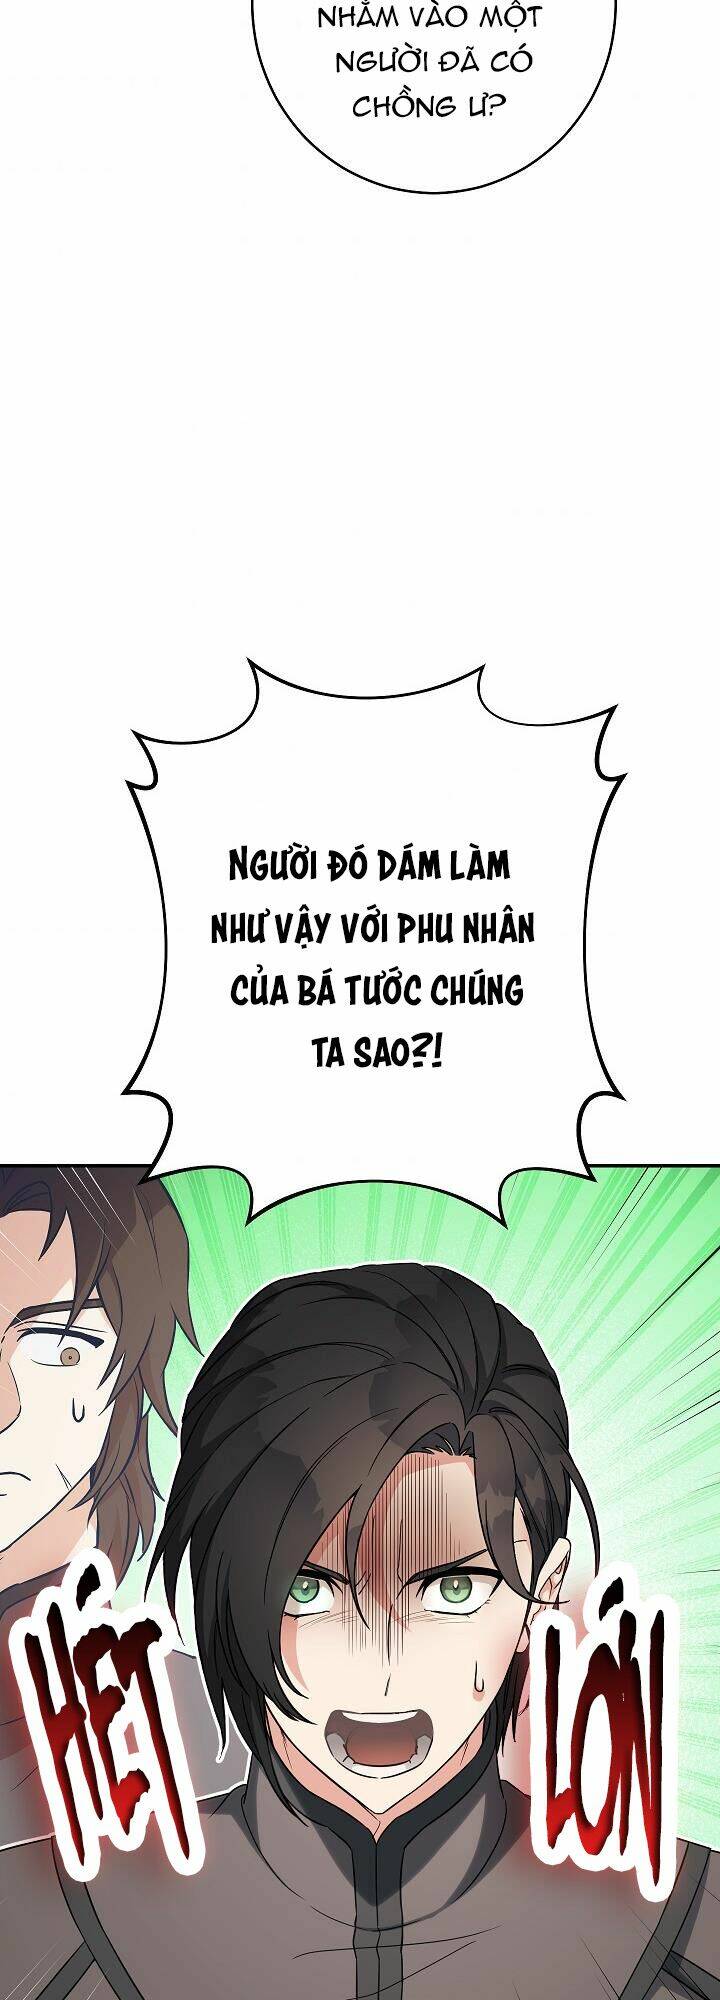 NHẮM VÀO MỘT
NGƯỜI ĐÃ CÓ
CHỒNG Ư?
NGƯỜI ĐÓ DÁM LÀM
NHƯ VẬY VỚI PHU NHÂN
CỦA BÁ TƯỚC CHÚNG
TA SAO?!
HÉT
LỚN